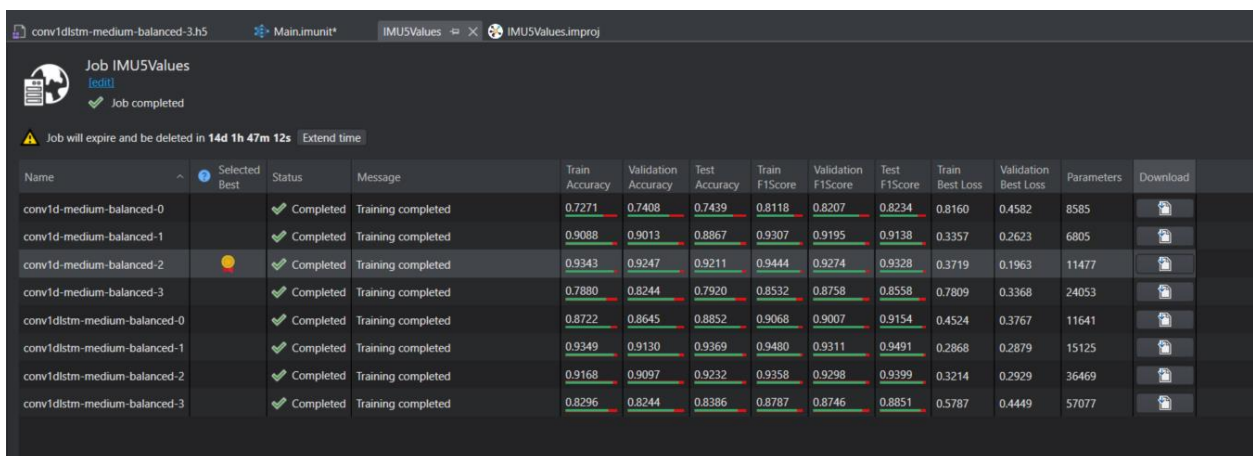 conv1dlstm-medium-balanced-3.h5 Main.imunit* IMU5Values IMU5Values.improj
Job IMU5Values
[edit]
Job completed
Job will expire and be deleted in 14d 1h 47m 12s Extend time
Name ? Selected Best Status Message Train Accuracy Validation Accuracy Test Accuracy Train F1Score Validation F1Score Test F1Score Train Best Loss Validation Best Loss Parameters Download
conv1d-medium-balanced-0 Completed Training completed 0.7271 0.7408 0.7439 0.8118 0.8207 0.8234 0.8160 0.4582 8585
conv1d-medium-balanced-1 Completed Training completed 0.9088 0.9013 0.8867 0.9307 0.9195 0.9138 0.3357 0.2623 6805
conv1d-medium-balanced-2 Completed Training completed 0.9343 0.9247 0.9211 0.9444 0.9274 0.9328 0.3719 0.1963 11477
conv1d-medium-balanced-3 Completed Training completed 0.7880 0.8244 0.7920 0.8532 0.8758 0.8558 0.7809 0.3368 24053
conv1dlstm-medium-balanced-0 Completed Training completed 0.8722 0.8645 0.8852 0.9068 0.9007 0.9154 0.4524 0.3767 11641
conv1dlstm-medium-balanced-1 Completed Training completed 0.9349 0.9130 0.9369 0.9480 0.9311 0.9491 0.2868 0.2879 15125
conv1dlstm-medium-balanced-2 Completed Training completed 0.9168 0.9097 0.9232 0.9358 0.9298 0.9399 0.3214 0.2929 36469
conv1dlstm-medium-balanced-3 Completed Training completed 0.8296 0.8244 0.8386 0.8787 0.8746 0.8851 0.5787 0.4449 57077